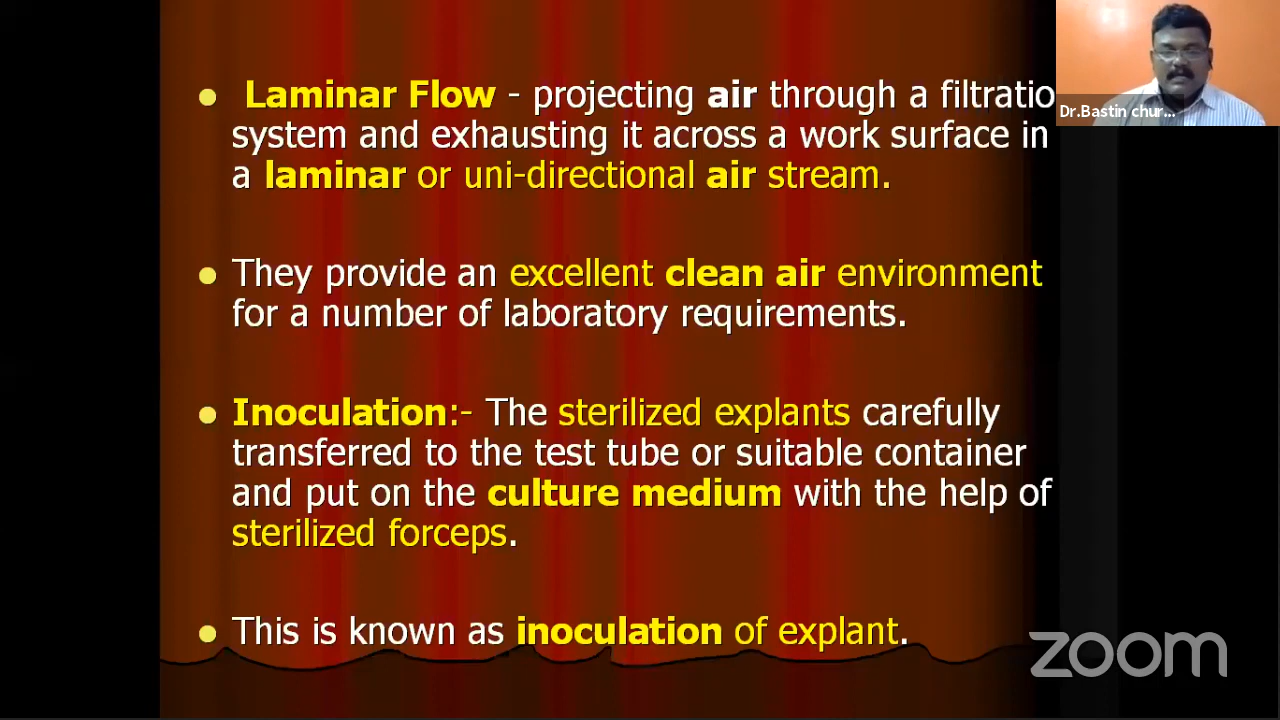 Laminar Flow - projecting air through a filtratio
system and exhausting it across a work surface in
a laminar or uni-directional air stream.
They provide an excellent clean air environment
for a number of laboratory requirements.
Inoculation:- The sterilized explants carefully
transferred to the test tube or suitable container
and put on the culture medium with the help of
sterilized forceps.
This is known as inoculation of explant.
Dr.Bastin chur...
zoom